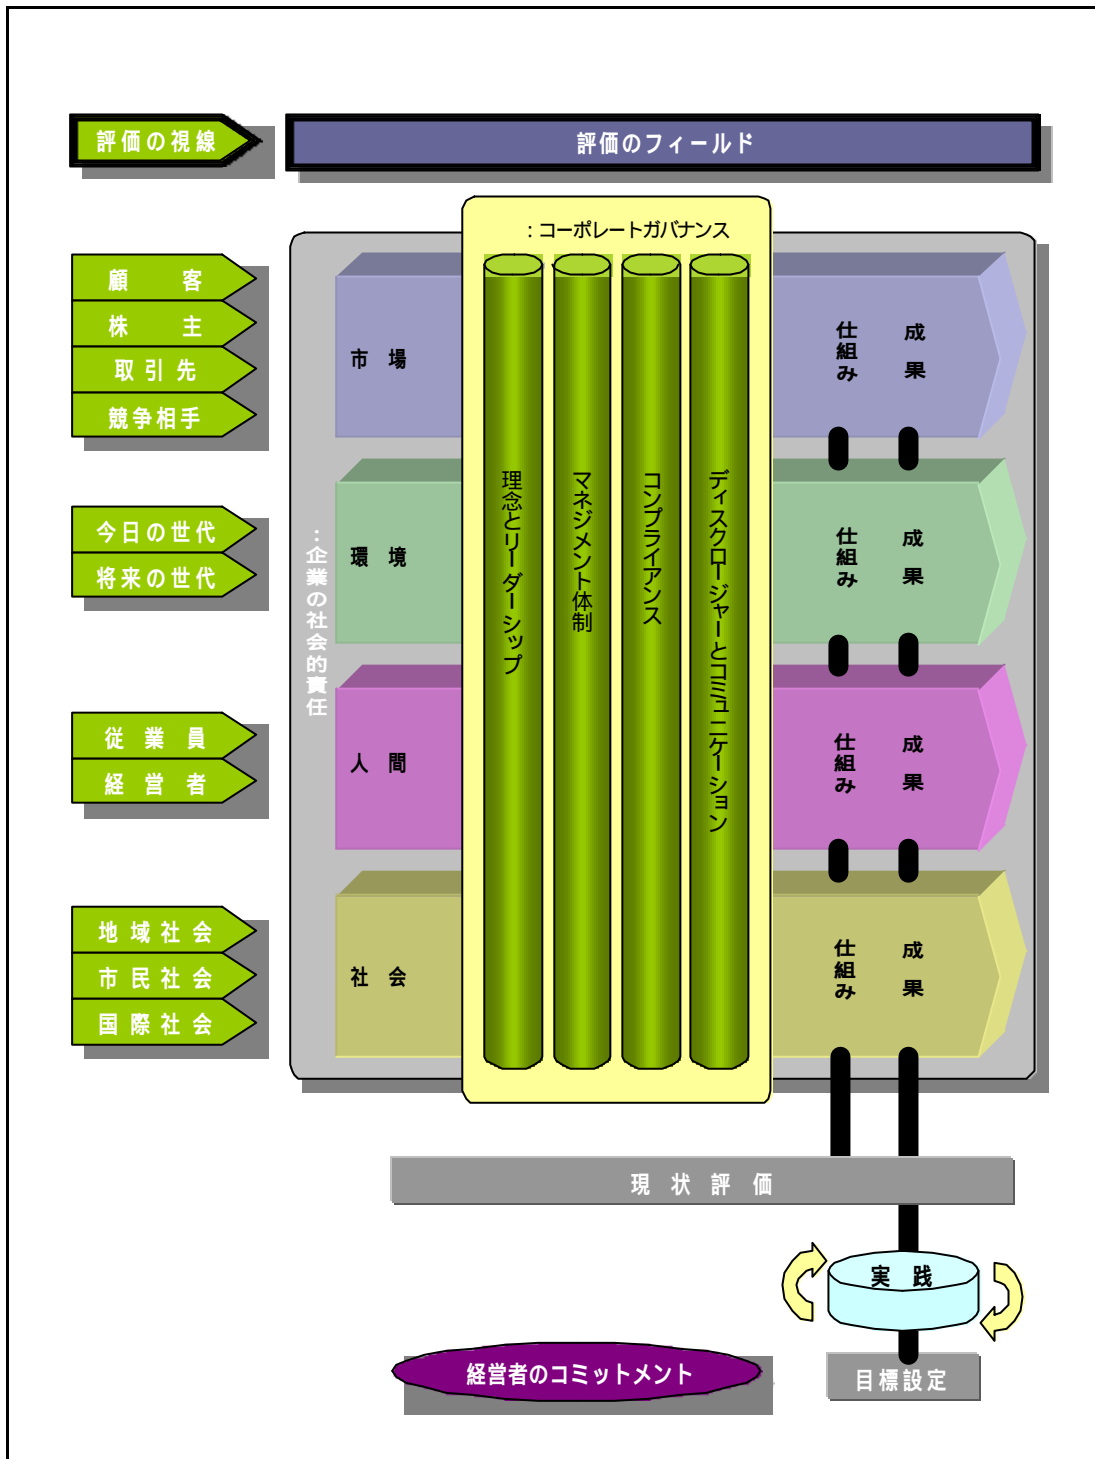 評価の視線
評価のフィールド
：コーポレートガバナンス
顧客
株主
取引先
競争相手
今日の世代
将来の世代
従業員
経営者
地域社会
市民社会
国際社会
：企業の社会的責任
市場
環境
人間
社会
理念とリーダーシップ
マネジメント体制
コンプライアンス
ディスクロージャーとコミュニケーション
仕組み
成果
仕組み
成果
仕組み
成果
仕組み
成果
現状評価
実践
経営者のコミットメント
目標設定